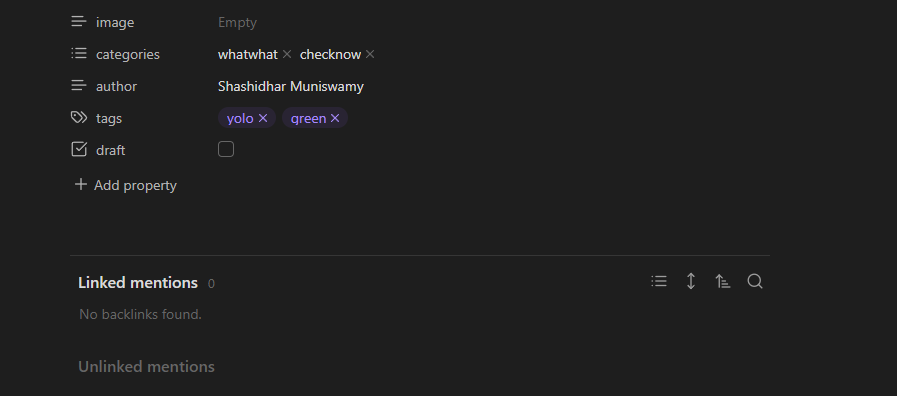 image Empty
categories whatwhat checknow
author Shashidhar Muniswamy
tags yolo green
draft
Add property
Linked mentions 0
No backlinks found.
Unlinked mentions